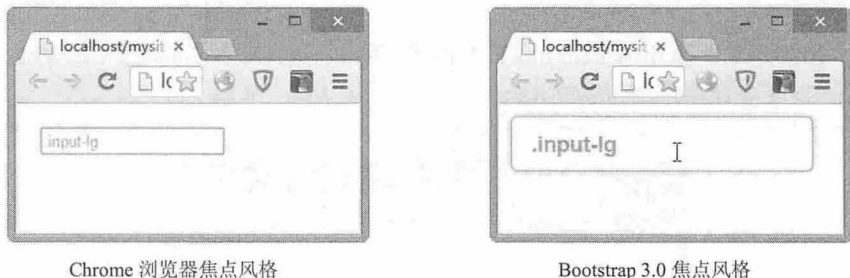 localhost/mysit
localhost/mysit
lc
lc
.input-lg
.input-lg
Chrome 浏览器焦点风格
Bootstrap 3.0 焦点风格